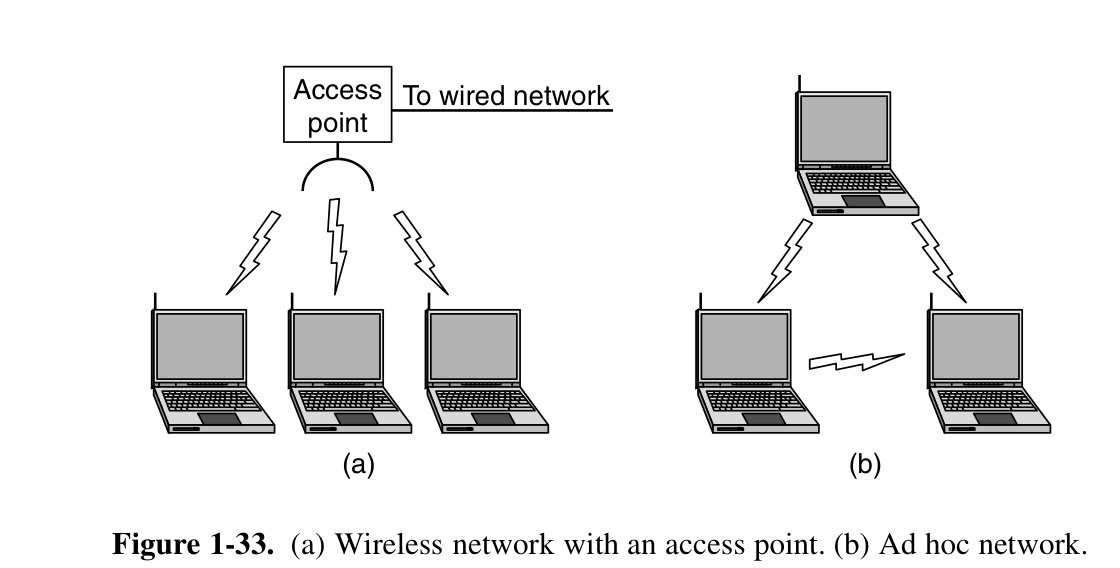 Access
point
To wired network
(a)
(b)
Figure 1-33. (a) Wireless network with an access point. (b) Ad hoc network.